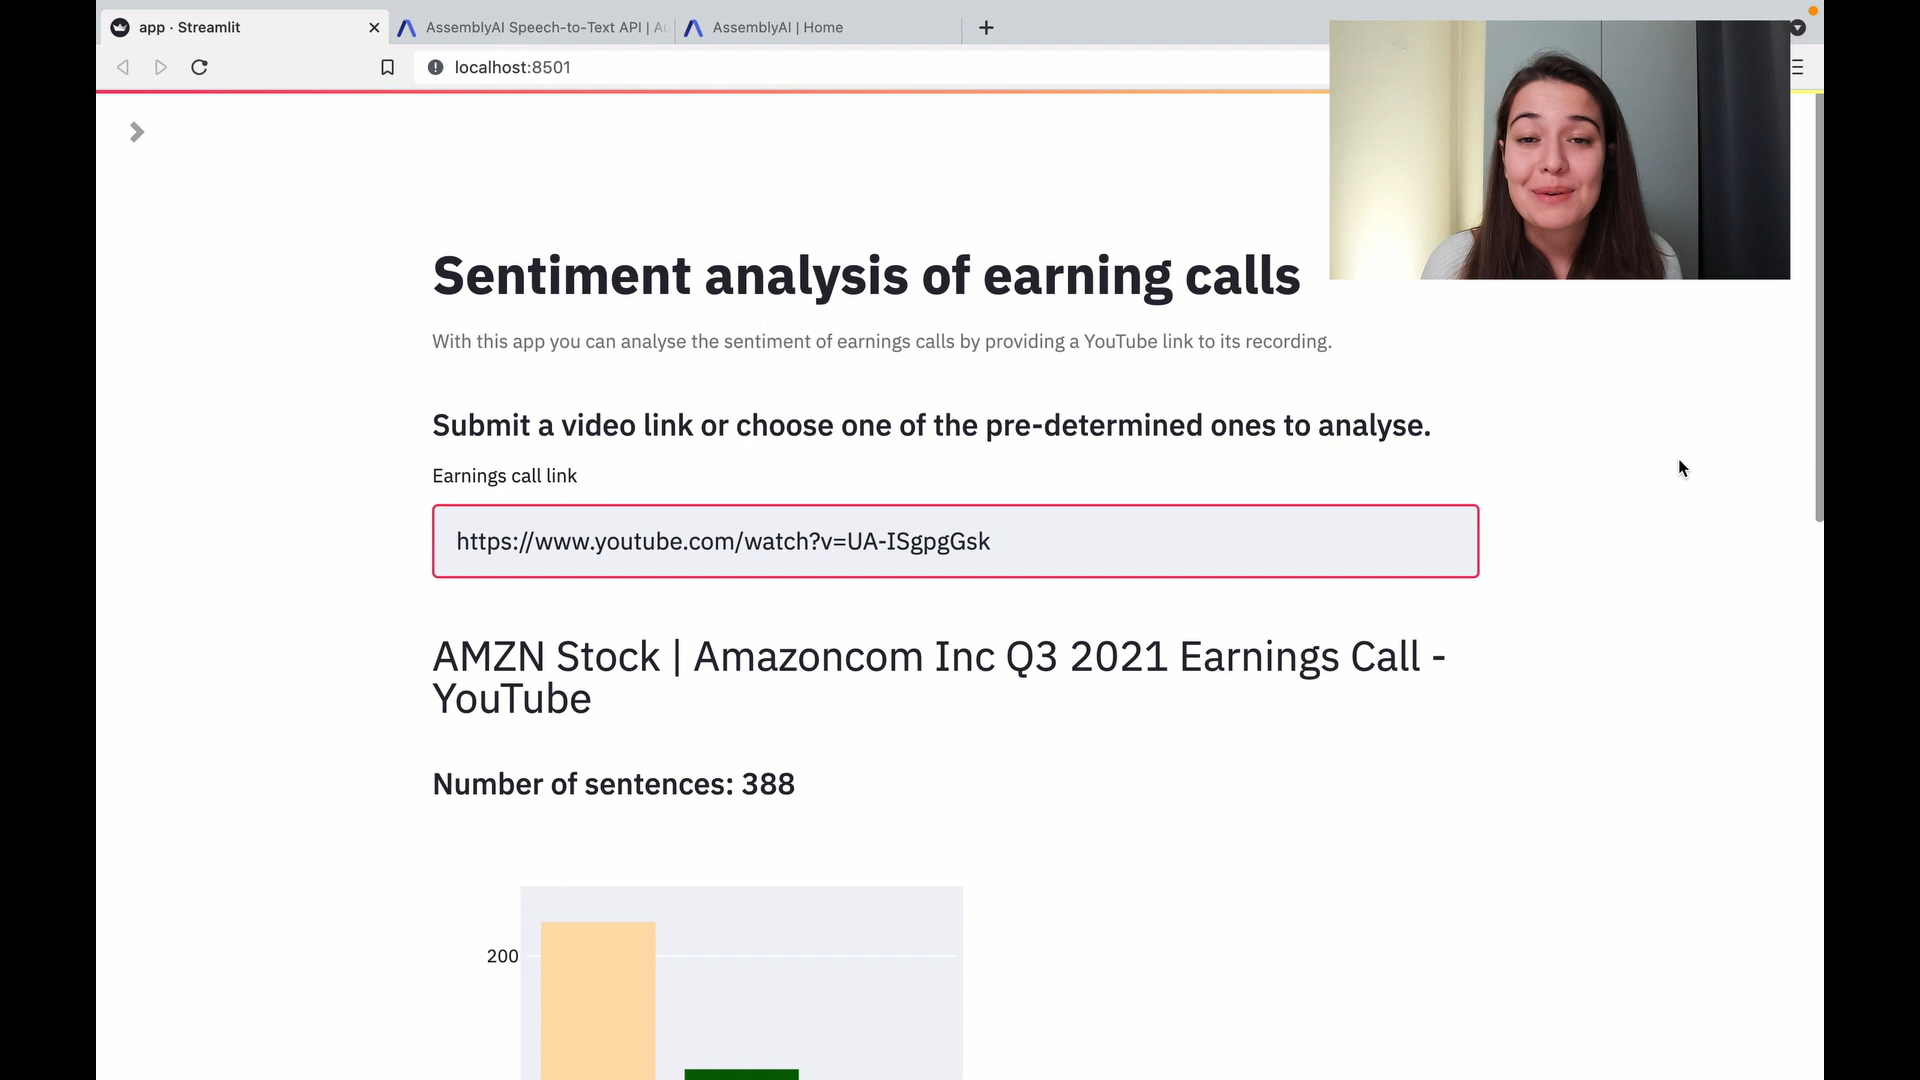 app · Streamlit
AssemblyAI Speech-to-Text API |
AssemblyAI | Home
localhost:8501
Sentiment analysis of earning calls
With this app you can analyse the sentiment of earnings calls by providing a YouTube link to its recording.
Submit a video link or choose one of the pre-determined ones to analyse.
Earnings call link
https://www.youtube.com/watch?v=UA-ISgpgGsk
AMZN Stock | Amazoncom Inc Q3 2021 Earnings Call -
YouTube
Number of sentences: 388
200